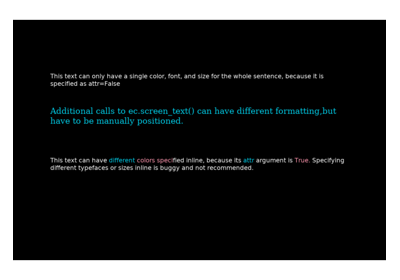 This text can only have a single color, font, and size for the whole sentence, because it is
specified as attr=False
Additional calls to ec.screen_text() can have different formatting,but
have to be manually positioned.
This text can have different colors specified inline, because its attr argument is True. Specifying
different typefaces or sizes inline is buggy and not recommended.